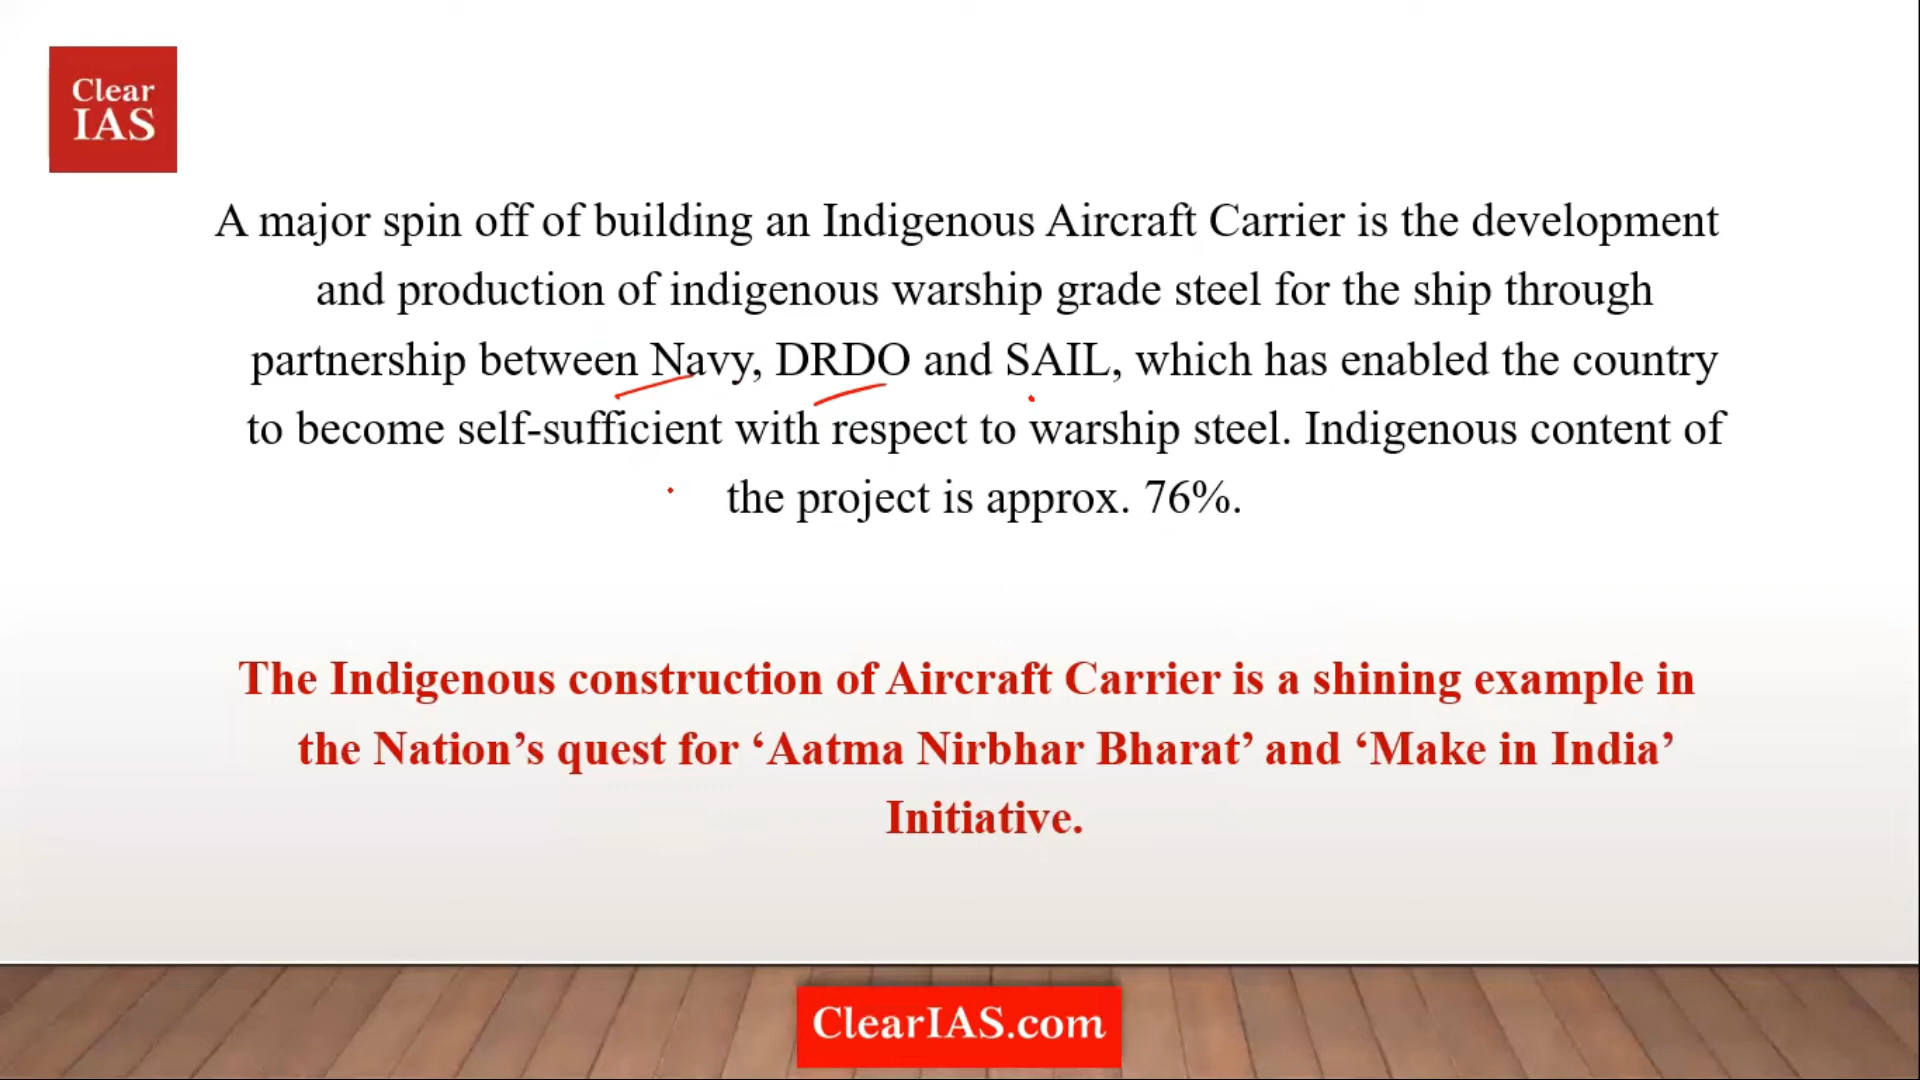 Clear
IAS
A major spin off of building an Indigenous Aircraft Carrier is the development
and production of indigenous warship grade steel for the ship through
partnership between Navy, DRDO and SAIL, which has enabled the country
to become self-sufficient with respect to warship steel. Indigenous content of
the project is approx. 76%.
The Indigenous construction of Aircraft Carrier is a shining example in
the Nation’s quest for ‘Aatma Nirbhar Bharat’ and ‘Make in India’
Initiative.
ClearIAS.com